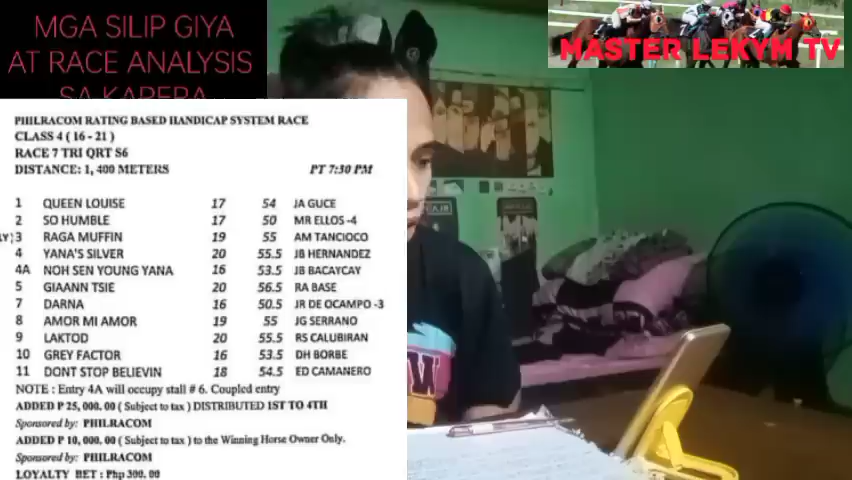 MGA SILIP GIYA
AT RACE ANALYSIS
SA KARERA
MASTER LEKYM TV
PHILRACOM RATING BASED HANDICAP SYSTEM RACE
CLASS 4 ( 16 - 21 )
RACE 7 TRI QRT S6
DISTANCE: 1, 400 METERS PT 7:30 PM
1 QUEEN LOUISE 17 54 JA GUCE
2 SO HUMBLE 17 50 MR ELLOS -4
LY)3 RAGA MUFFIN 19 55 AM TANCIOCO
4 YANA'S SILVER 20 55.5 JB HERNANDEZ
4A NOH SEN YOUNG YANA 16 53.5 JB BACAYCAY
5 GIAANN TSIE 20 56.5 RA BASE
7 DARNA 16 50.5 JR DE OCAMPO -3
8 AMOR MI AMOR 19 55 JG SERRANO
9 LAKTOD 20 55.5 RS CALUBIRAN
10 GREY FACTOR 16 53.5 DH BORBE
11 DONT STOP BELIEVIN 18 54.5 ED CAMANERO
NOTE : Entry 4A will occupy stall # 6. Coupled entry
ADDED P 25, 000. 00 ( Subject to tax ) DISTRIBUTED 1ST TO 4TH
Sponsored by: PHILRACOM
ADDED P 10, 000. 00 ( Subject to tax ) to the Winning Horse Owner Only.
Sponsored by: PHILRACOM
LOYALTY BET : Php 300. 00